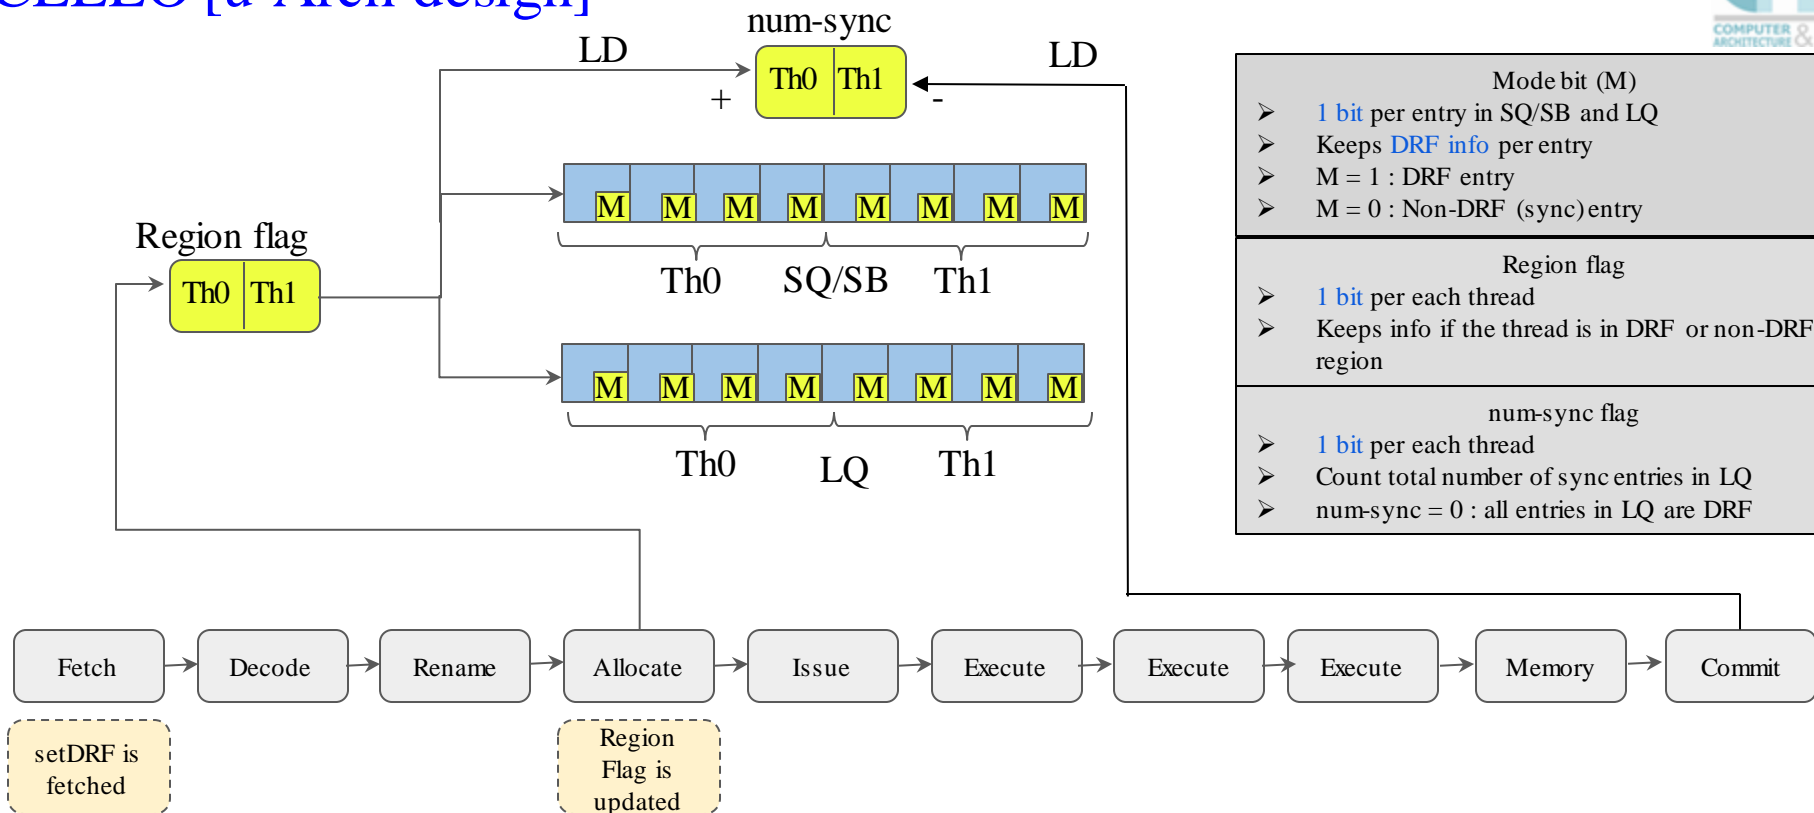 [u-Arch design]
COMPUTER &
ARCHITECTURE
num-sync
LD
LD
Th0 Th1
+
-
M M M M M M M M
Th0 SQ/SB Th1
Region flag
Th0 Th1
M M M M M M M M
Th0 LQ Th1
Mode bit (M)
➢ 1 bit per entry in SQ/SB and LQ
➢ Keeps DRF info per entry
➢ M = 1 : DRF entry
➢ M = 0 : Non-DRF (sync) entry
Region flag
➢ 1 bit per each thread
➢ Keeps info if the thread is in DRF or non-DRF
region
num-sync flag
➢ 1 bit per each thread
➢ Count total number of sync entries in LQ
➢ num-sync = 0 : all entries in LQ are DRF
Fetch
Decode
Rename
Allocate
Issue
Execute
Execute
Execute
Memory
Commit
setDRF is
fetched
Region
Flag is
updated